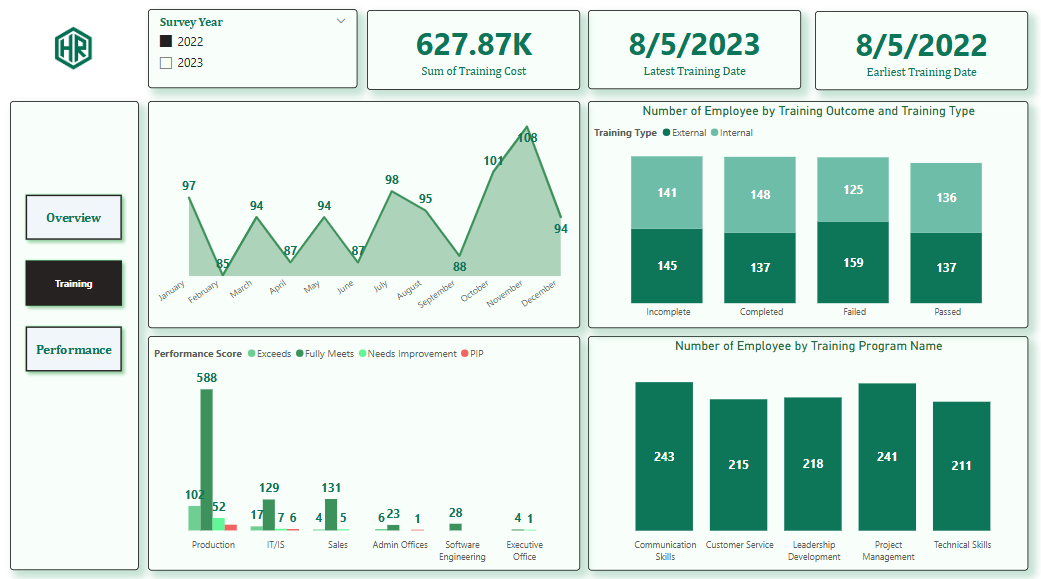 HR
Survey Year
2022
2023
627.87K
Sum of Training Cost
8/5/2023
Latest Training Date
8/5/2022
Earliest Training Date
Overview
Training
Performance
97
85
94
87
94
87
98
95
88
101
108
94
January
February
March
April
May
June
July
August
September
October
November
December
Number of Employee by Training Outcome and Training Type
Training Type External Internal
141 148 125 136
145 137 159 137
Incomplete Completed Failed Passed
Performance Score Exceeds Fully Meets Needs Improvement PIP
102 588 52
17 129 7 6
4 131 5
6 23 1
28
4 1
Production IT/IS Sales Admin Offices Software Executive
Engineering Office
Number of Employee by Training Program Name
243 215 218 241 211
Communication Customer Service Leadership Project Technical Skills
Skills Development Management